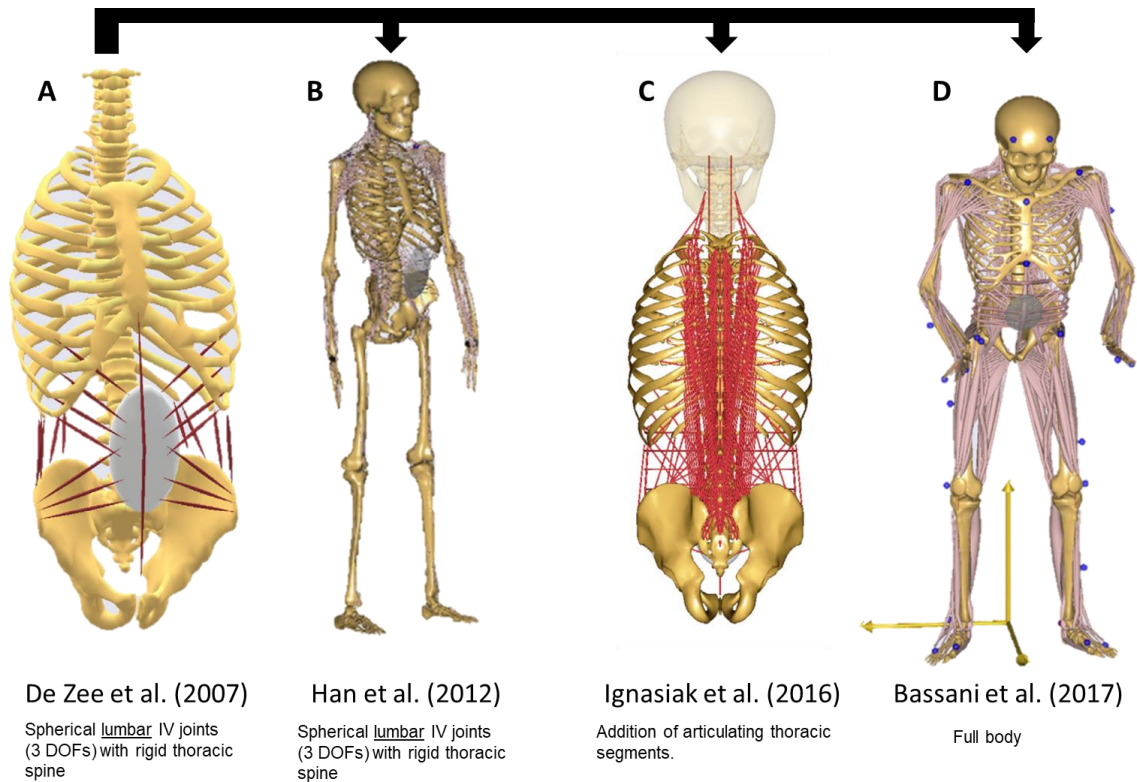 A
B
C
D
De Zee et al. (2007)
Spherical lumbar IV joints
(3 DOFs) with rigid thoracic
spine
Han et al. (2012)
Spherical lumbar IV joints
(3 DOFs) with rigid thoracic
spine
Ignasiak et al. (2016)
Addition of articulating thoracic
segments.
Bassani et al. (2017)
Full body